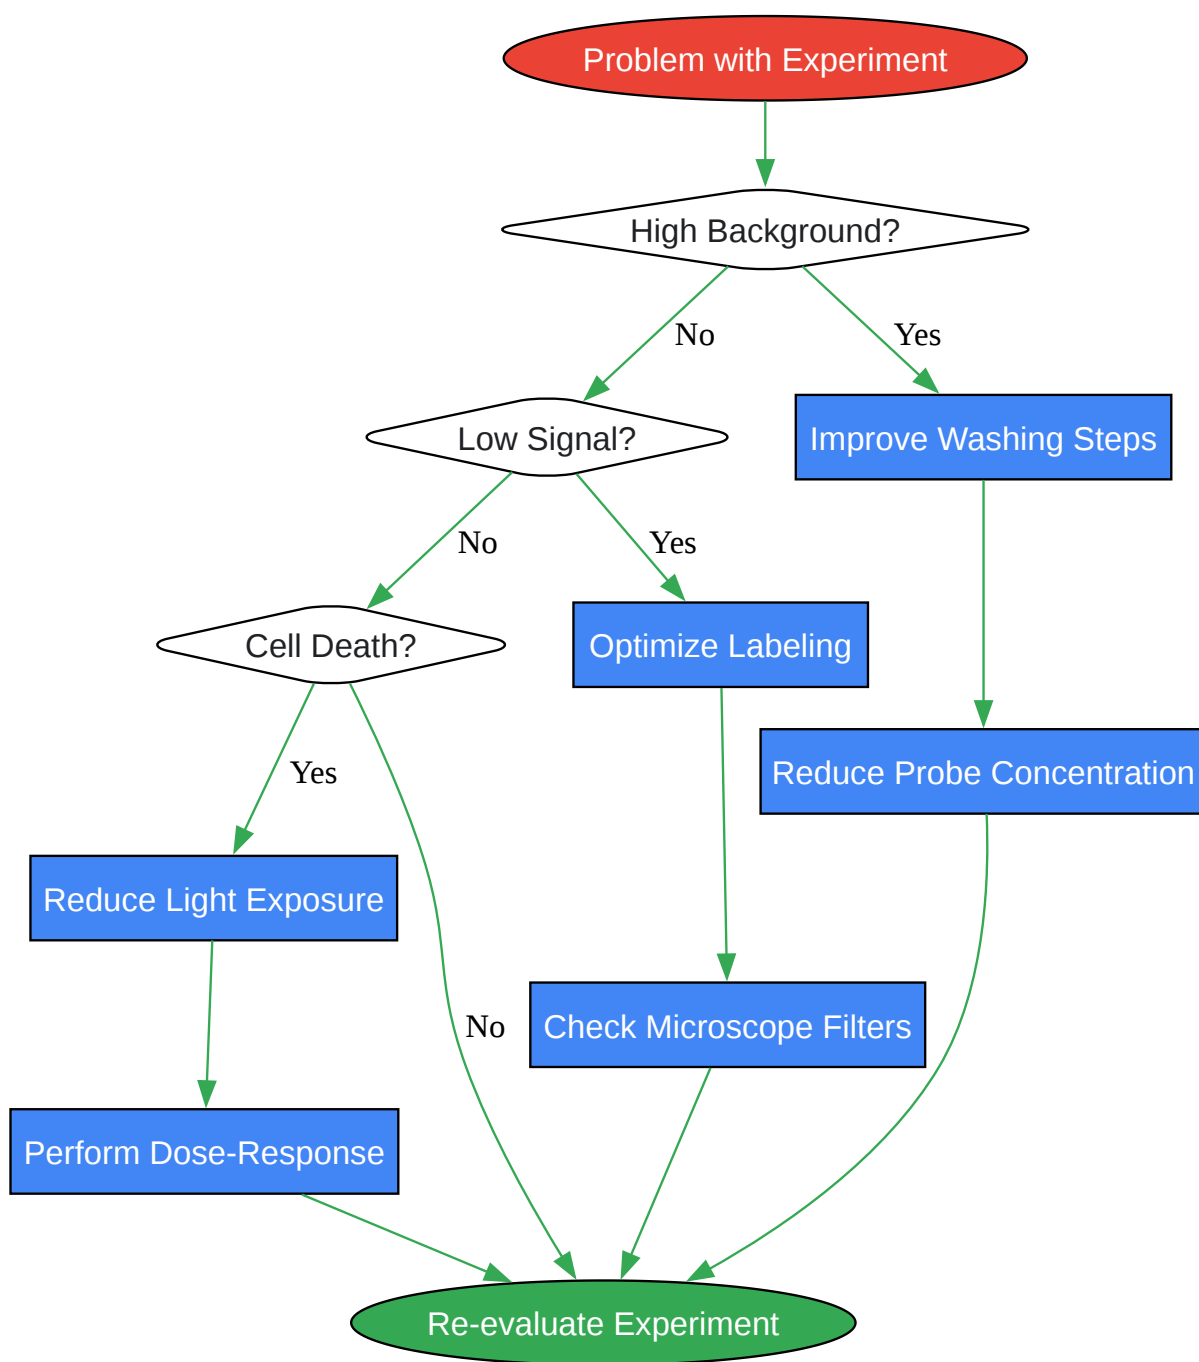 Problem with Experiment
High Background?
No
Yes
Low Signal?
Improve Washing Steps
No
Yes
Cell Death?
Optimize Labeling
Yes
Reduce Probe Concentration
Reduce Light Exposure
No
Check Microscope Filters
Perform Dose-Response
Re-evaluate Experiment